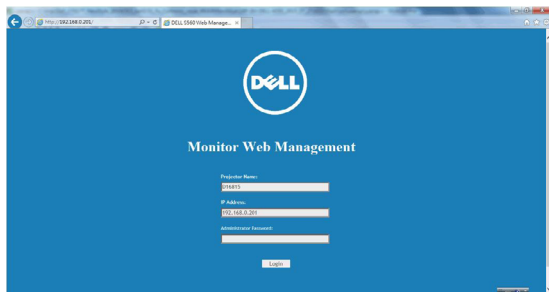 http://192.168.0.201/
DELL S560 Web Manage...
DELL
Monitor Web Management
Projector Name:
U16815
IP Address:
192.168.0.201
Administrator Password:
Login